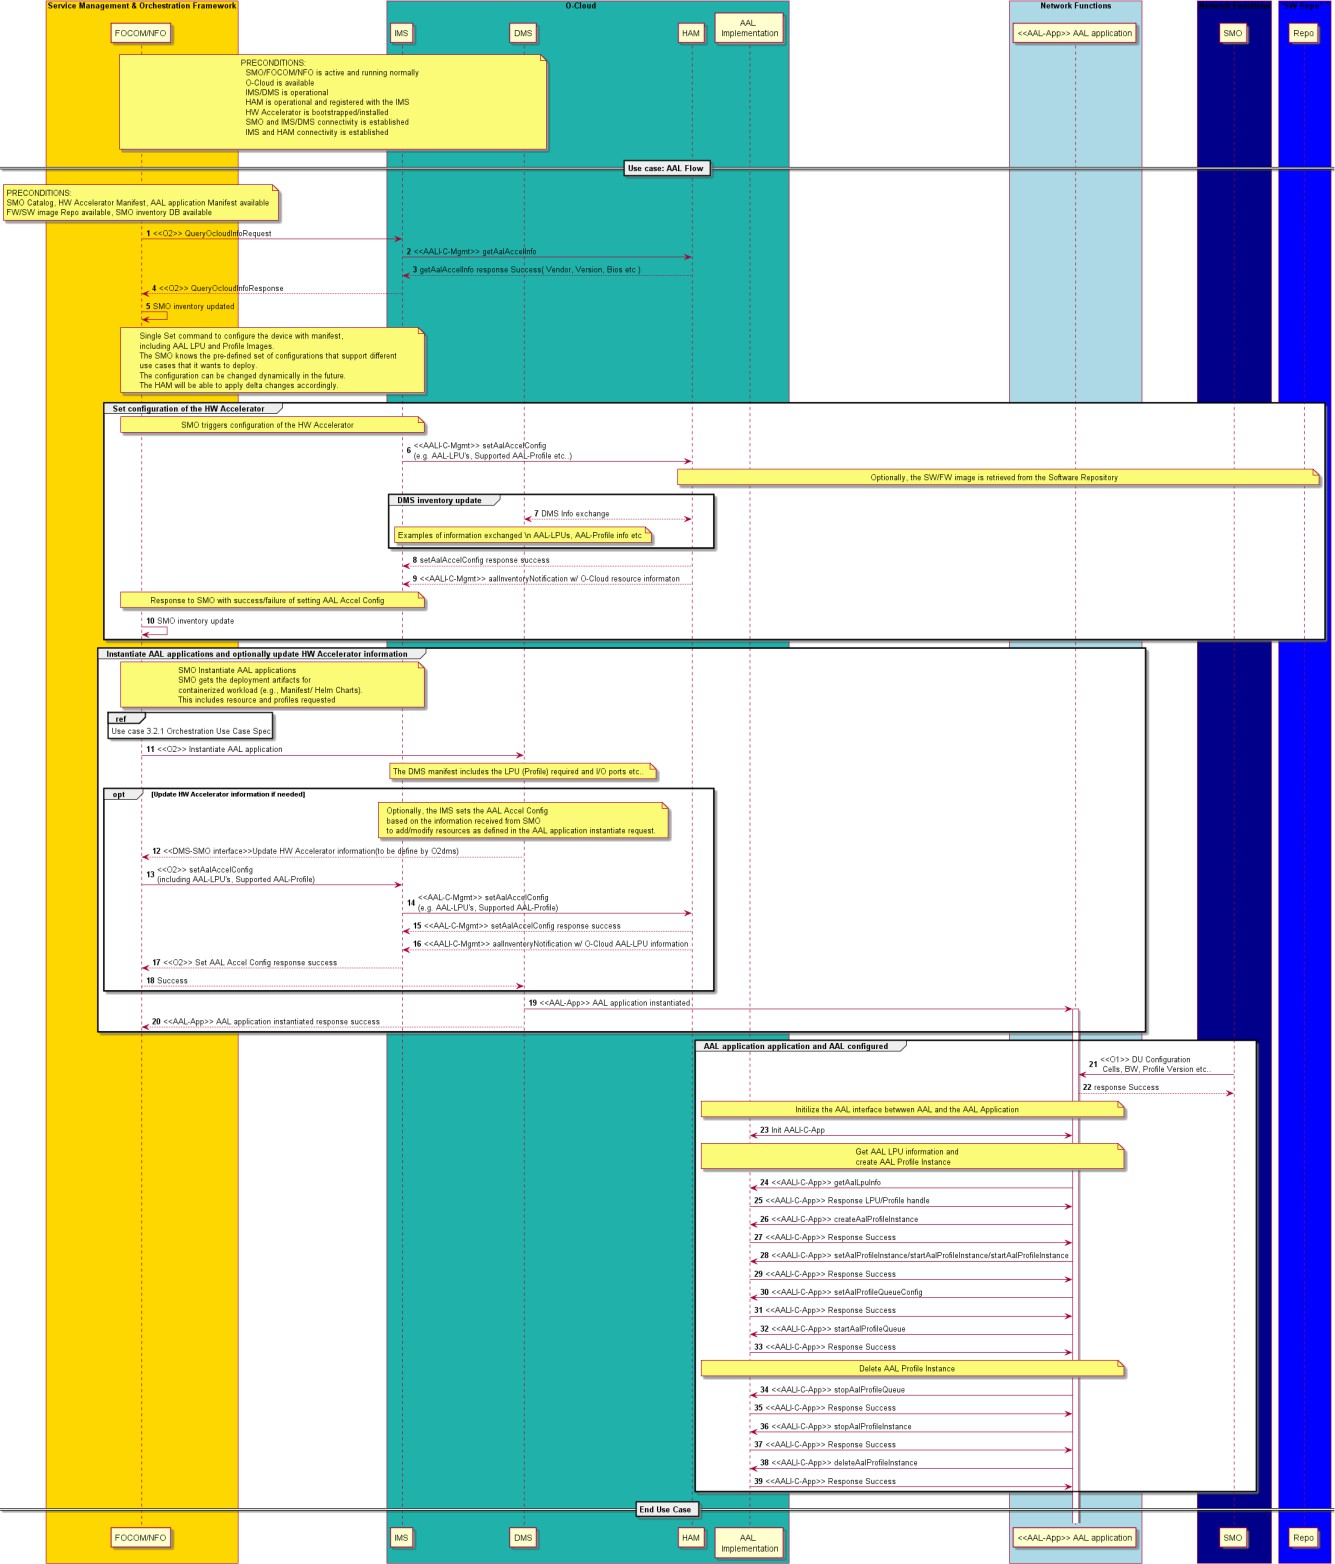 Service Management & Orchestration Framework
O-Cloud
Network Functions
"SW Repo"
FOCOM/NFO
IMS
DMS
HAM
AAL
Implementation
<<AAL-App>> AAL application
SMO
Repo
PRECONDITIONS:
SMO/FOCOM/NFO is active and running normally
O-Cloud is available
IMS/DMS is operational
HAM is operational and registered with the IMS
HW Accelerator is bootstrapped/installed
SMO and IMS/DMS connectivity is established
IMS and HAM connectivity is established
Use case: AAL Flow
PRECONDITIONS:
SMO Catalog, HW Accelerator Manifest, AAL application Manifest available
FW/SW image Repo available, SMO inventory DB available
1 <<O2>> QueryOcloudInfoRequest
2 <<AALI-C-Mgmt>> getAalAccelInfo
3 getAalAccelInfo response Success( Vendor, Version, Bios etc )
4 <<O2>> QueryOcloudInfoResponse
5 SMO inventory updated
Single Set command to configure the device with manifest,
including AAL LPU and Profile Images.
The SMO knows the pre-defined set of configurations that support different
use cases that it wants to deploy.
The configuration can be changed dynamically in the future.
The HAM will be able to apply delta changes accordingly.
Set configuration of the HW Accelerator
SMO triggers configuration of the HW Accelerator
6 <<AALI-C-Mgmt>> setAalAccelConfig
(e.g. AAL-LPU's, Supported AAL-Profile etc..)
Optionally, the SW/FW image is retrieved from the Software Repository
DMS inventory update
7 DMS Info exchange
Examples of information exchanged \n AAL-LPUs, AAL-Profile info etc
8 setAalAccelConfig response success
9 <<AALI-C-Mgmt>> aalInventoryNotification w/ O-Cloud resource informaton
Response to SMO with success/failure of setting AAL Accel Config
10 SMO inventory update
Instantiate AAL applications and optionally update HW Accelerator information
SMO Instantiate AAL applications
SMO gets the deployment artifacts for
containerized workload (e.g., Manifest/ Helm Charts).
This includes resource and profiles requested
ref
Use case 3.2.1 Orchestration Use Case Spec
11 <<O2>> Instantiate AAL application
The DMS manifest includes the LPU (Profile) required and I/O ports etc..
opt [Update HW Accelerator information if needed]
Optionally, the IMS sets the AAL Accel Config
based on the information received from SMO
to add/modify resources as defined in the AAL application instantiate request.
12 <<DMS-SMO interface>>Update HW Accelerator information(to be define by O2dms)
13 <<O2>> setAalAccelConfig
(including AAL-LPU's, Supported AAL-Profile)
14 <<AAL-C-Mgmt>> setAalAccelConfig
(e.g. AAL-LPU's, Supported AAL-Profile)
15 <<AAL-C-Mgmt>> setAalAccelConfig response success
16 <<AALI-C-Mgmt>> aalInventoryNotification w/ O-Cloud AAL-LPU information
17 <<O2>> Set AAL Accel Config response success
18 Success
19 <<AAL-App>> AAL application instantiated
20 <<AAL-App>> AAL application instantiated response success
AAL application application and AAL configured
21 <<O1>> DU Configuration
Cells, BW, Profile Version etc..
22 response Success
Initilize the AAL interface betwwen AAL and the AAL Application
23 Init AALI-C-App
Get AAL LPU information and
create AAL Profile Instance
24 <<AALI-C-App>> getAalLpuInfo
25 <<AALI-C-App>> Response LPU/Profile handle
26 <<AALI-C-App>> createAalProfileInstance
27 <<AALI-C-App>> Response Success
28 <<AALI-C-App>> setAalProfileInstance/startAalProfileInstance/startAalProfileInstance
29 <<AALI-C-App>> Response Success
30 <<AALI-C-App>> setAalProfileQueueConfig
31 <<AALI-C-App>> Response Success
32 <<AALI-C-App>> startAalProfileQueue
33 <<AALI-C-App>> Response Success
Delete AAL Profile Instance
34 <<AALI-C-App>> stopAalProfileQueue
35 <<AALI-C-App>> Response Success
36 <<AALI-C-App>> stopAalProfileInstance
37 <<AALI-C-App>> Response Success
38 <<AALI-C-App>> deleteAalProfileInstance
39 <<AALI-C-App>> Response Success
End Use Case
FOCOM/NFO
IMS
DMS
HAM
AAL
Implementation
<<AAL-App>> AAL application
SMO
Repo